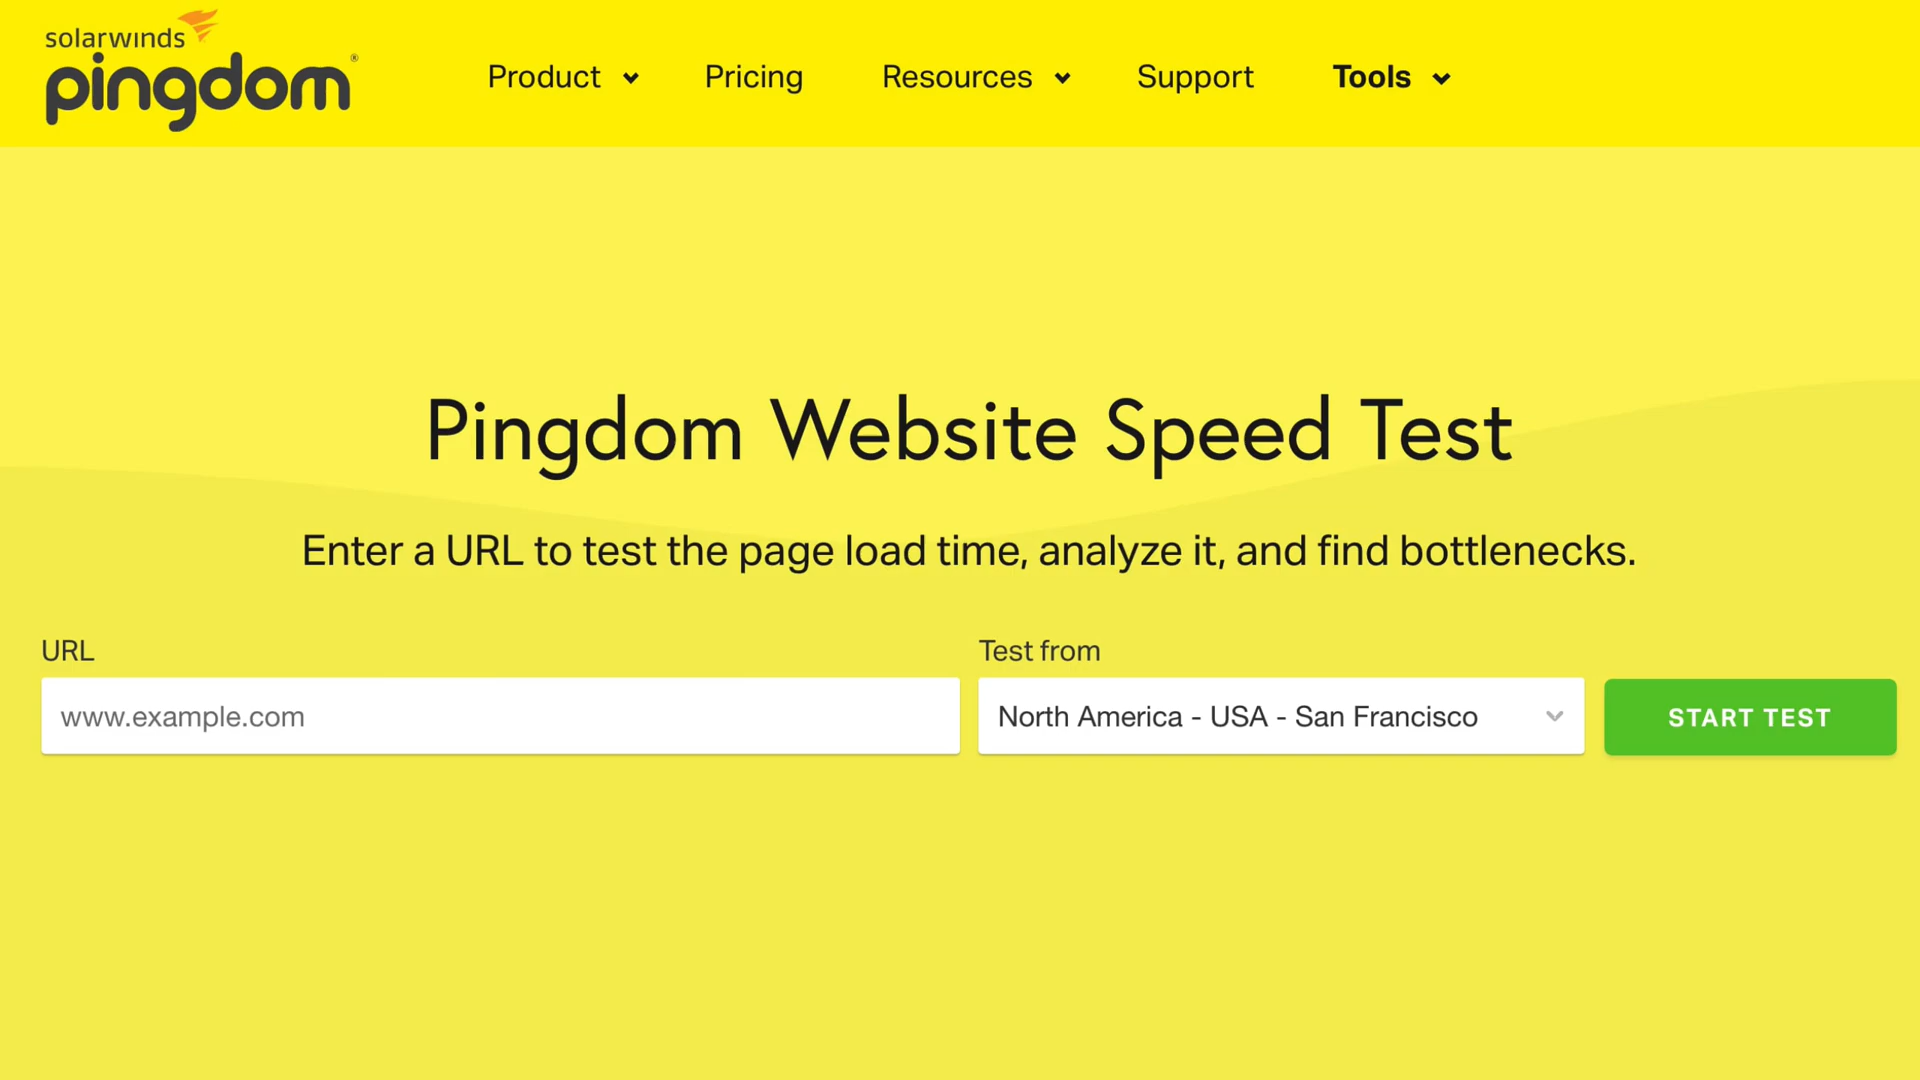 solarwinds
pingdom®
Product
Pricing
Resources
Support
Tools
Pingdom Website Speed Test
Enter a URL to test the page load time, analyze it, and find bottlenecks.
URL
Test from
www.example.com
North America - USA - San Francisco
START TEST